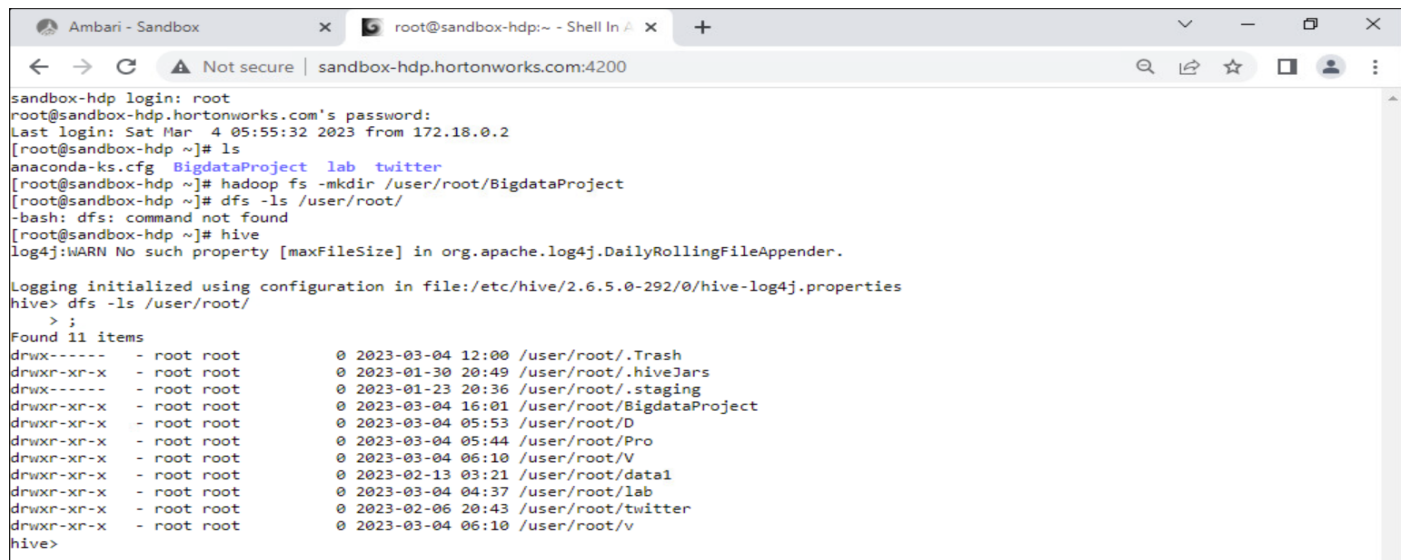 Ambari - Sandbox root@sandbox-hdp:~ - Shell In A
Not secure | sandbox-hdp.hortonworks.com:4200
sandbox-hdp login: root
root@sandbox-hdp.hortonworks.com's password:
Last login: Sat Mar  4 05:55:32 2023 from 172.18.0.2
[root@sandbox-hdp ~]# ls
anaconda-ks.cfg  BigdataProject  lab  twitter
[root@sandbox-hdp ~]# hadoop fs -mkdir /user/root/BigdataProject
[root@sandbox-hdp ~]# dfs -ls /user/root/
-bash: dfs: command not found
[root@sandbox-hdp ~]# hive
log4j:WARN No such property [maxFileSize] in org.apache.log4j.DailyRollingFileAppender.
Logging initialized using configuration in file:/etc/hive/2.6.5.0-292/0/hive-log4j.properties
hive> dfs -ls /user/root/
    > ;
Found 11 items
drwx------   - root root          0 2023-03-04 12:00 /user/root/.Trash
drwxr-xr-x   - root root          0 2023-01-30 20:49 /user/root/.hiveJars
drwx------   - root root          0 2023-01-23 20:36 /user/root/.staging
drwxr-xr-x   - root root          0 2023-03-04 16:01 /user/root/BigdataProject
drwxr-xr-x   - root root          0 2023-03-04 05:53 /user/root/D
drwxr-xr-x   - root root          0 2023-03-04 05:44 /user/root/Pro
drwxr-xr-x   - root root          0 2023-03-04 06:10 /user/root/V
drwxr-xr-x   - root root          0 2023-02-13 03:21 /user/root/data1
drwxr-xr-x   - root root          0 2023-03-04 04:37 /user/root/lab
drwxr-xr-x   - root root          0 2023-02-06 20:43 /user/root/twitter
drwxr-xr-x   - root root          0 2023-03-04 06:10 /user/root/v
hive>